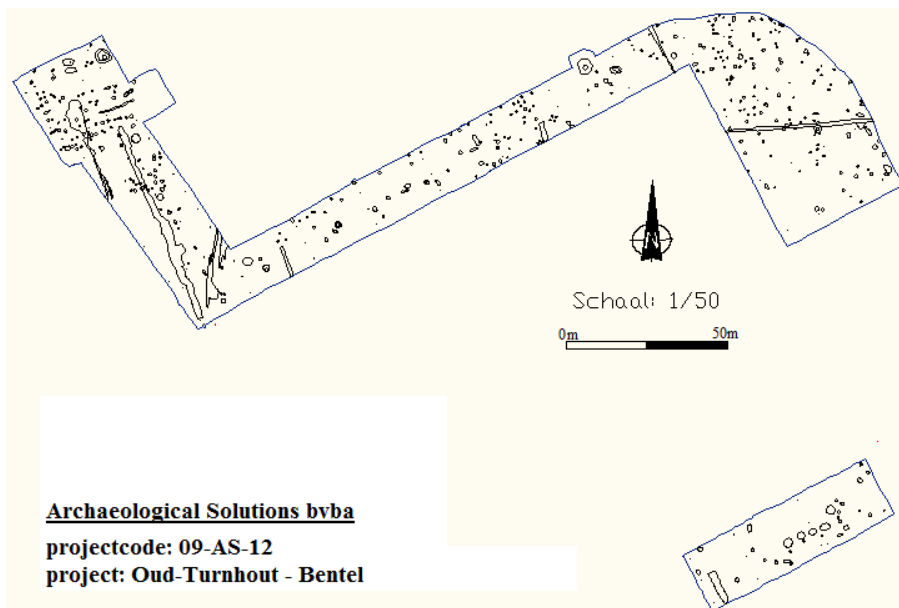 Schaal: 1/50
0m 50m
Archaeological Solutions bvba
projectcode: 09-AS-12
project: Oud-Turnhout - Bentel